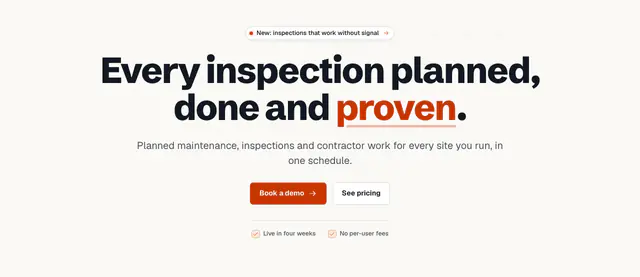 New: inspections that work without signal →
Every inspection planned,
done and proven.
Planned maintenance, inspections and contractor work for every site you run, in
one schedule.
Book a demo → See pricing
Live in four weeks No per-user fees